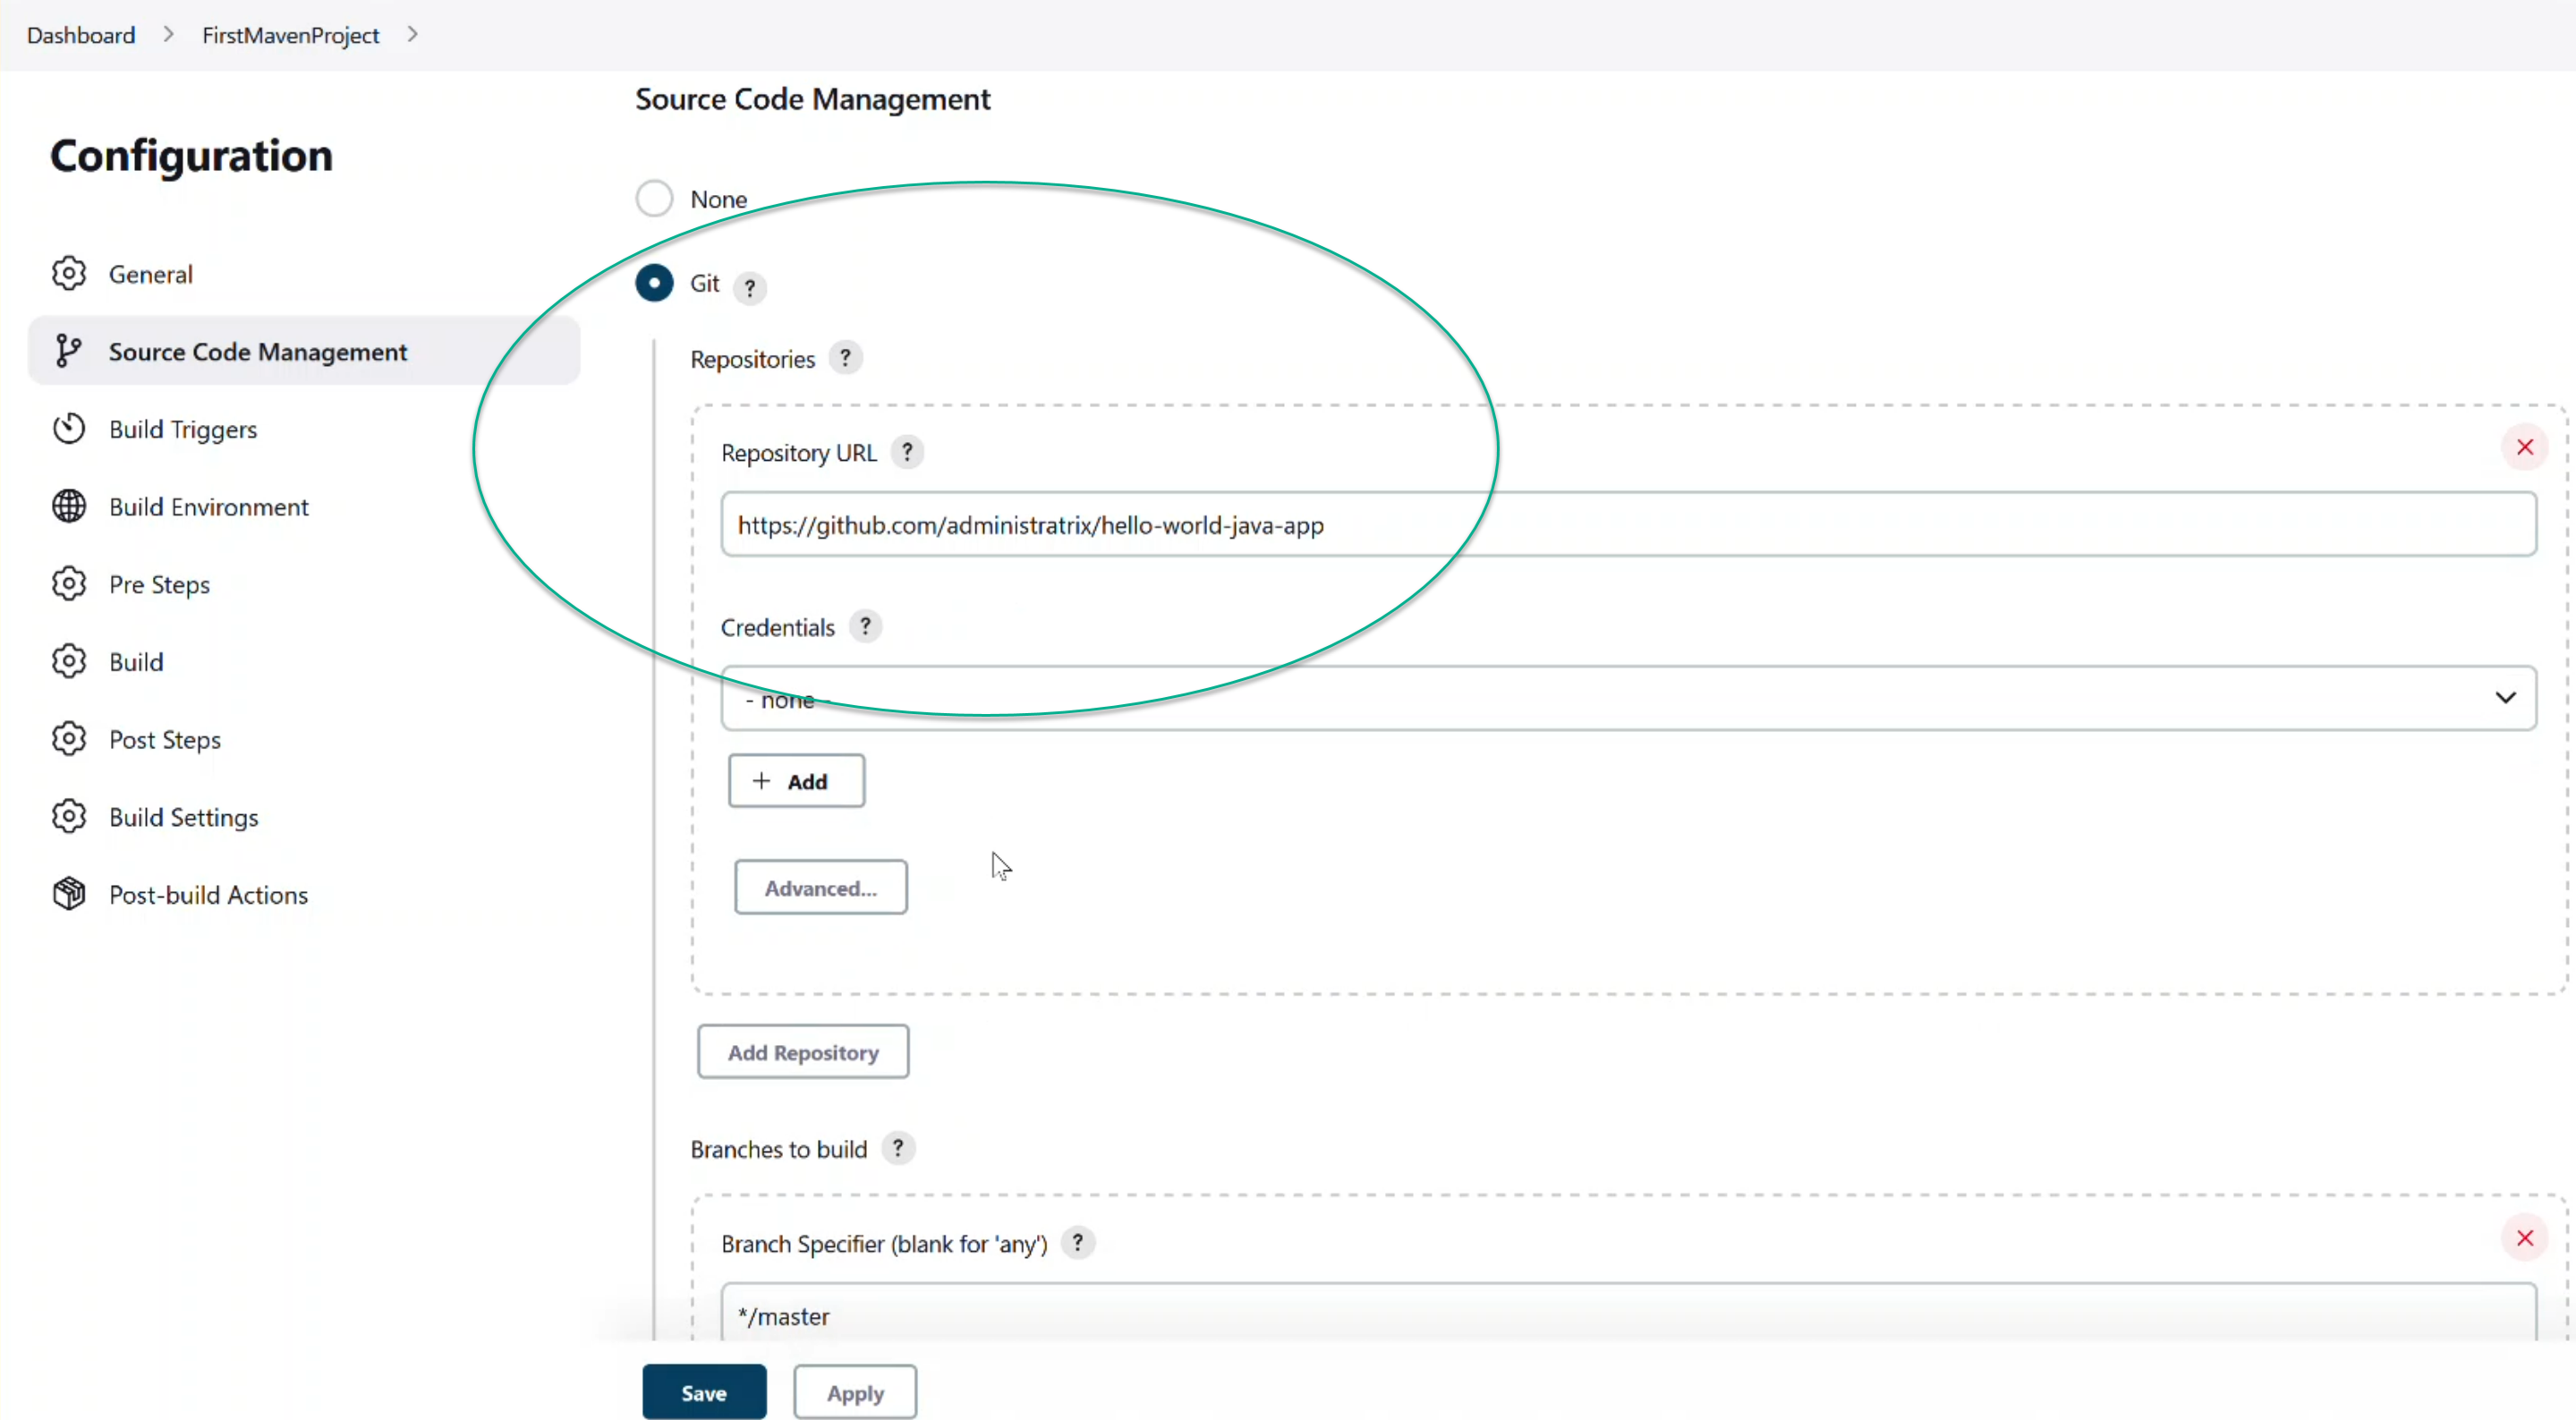 Dashboard > FirstMavenProject >
Configuration
General
Source Code Management
Build Triggers
Build Environment
Pre Steps
Build
Post Steps
Build Settings
Post-build Actions
Source Code Management
None
Git ?
Repositories ?
Repository URL ?
https://github.com/administratrix/hello-world-java-app
Credentials ?
- none -
+ Add
Advanced...
Add Repository
Branches to build ?
Branch Specifier (blank for 'any') ?
*/master
Save Apply